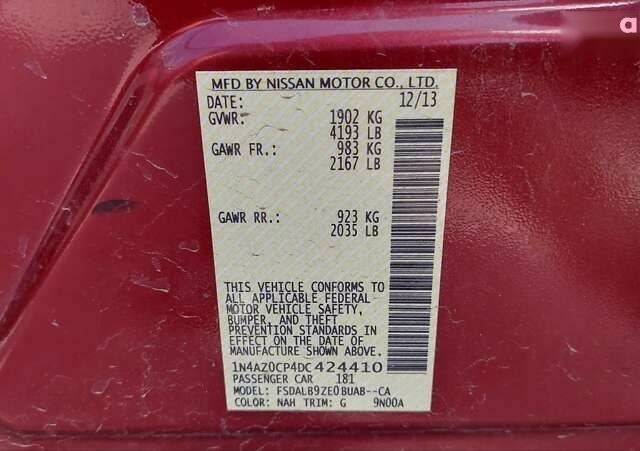 a
MFD BY NISSAN MOTOR CO., LTD.
DATE: 12/13
GVWR: 1902 KG
4193 LB
GAWR FR.: 983 KG
2167 LB
GAWR RR.: 923 KG
2035 LB
THIS VEHICLE CONFORMS TO
ALL APPLICABLE FEDERAL
MOTOR VEHICLE SAFETY,
BUMPER, AND THEFT
PREVENTION STANDARDS IN
EFFECT ON THE DATE OF
MANUFACTURE SHOWN ABOVE.
1N4AZ0CP4DC424410
PASSENGER CAR 181
MODEL: FSDALB9ZE0BUAB--CA
COLOR: NAH TRIM: G 9N00A